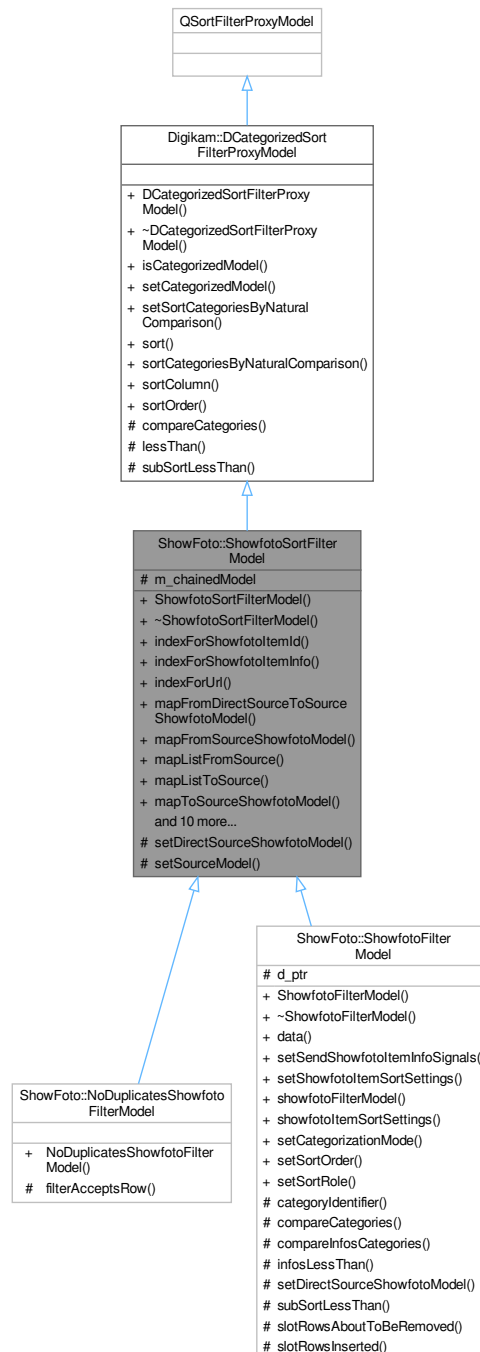 QSortFilterProxyModel
Digikam::DCategorizedSort
FilterProxyModel
+ DCategorizedSortFilterProxy
Model()
+ ~DCategorizedSortFilterProxy
Model()
+ isCategorizedModel()
+ setCategorizedModel()
+ setSortCategoriesByNatural
Comparison()
+ sort()
+ sortCategoriesByNaturalComparison()
+ sortColumn()
+ sortOrder()
# compareCategories()
# lessThan()
# subSortLessThan()
ShowFoto::ShowfotoSortFilter
Model
# m_chainedModel
+ ShowfotoSortFilterModel()
+ ~ShowfotoSortFilterModel()
+ indexForShowfotoItemId()
+ indexForShowfotoItemInfo()
+ indexForUrl()
+ mapFromDirectSourceToSource
ShowfotoModel()
+ mapFromSourceShowfotoModel()
+ mapListFromSource()
+ mapListToSource()
+ mapToSourceShowfotoModel()
and 10 more...
# setDirectSourceShowfotoModel()
# setSourceModel()
ShowFoto::NoDuplicatesShowfoto
FilterModel
+ NoDuplicatesShowfotoFilter
Model()
# filterAcceptsRow()
ShowFoto::ShowfotoFilter
Model
# d_ptr
+ ShowfotoFilterModel()
+ ~ShowfotoFilterModel()
+ data()
+ setSendShowfotoItemInfoSignals(
+ setShowfotoItemSortSettings()
+ showfotoFilterModel()
+ showfotoItemSortSettings()
+ setCategorizationMode()
+ setSortOrder()
+ setSortRole()
# categoryIdentifier()
# compareCategories()
# compareInfosCategories()
# infosLessThan()
# setDirectSourceShowfotoModel()
# subSortLessThan()
# slotRowsAboutToBeRemoved()
# slotRowsInserted()